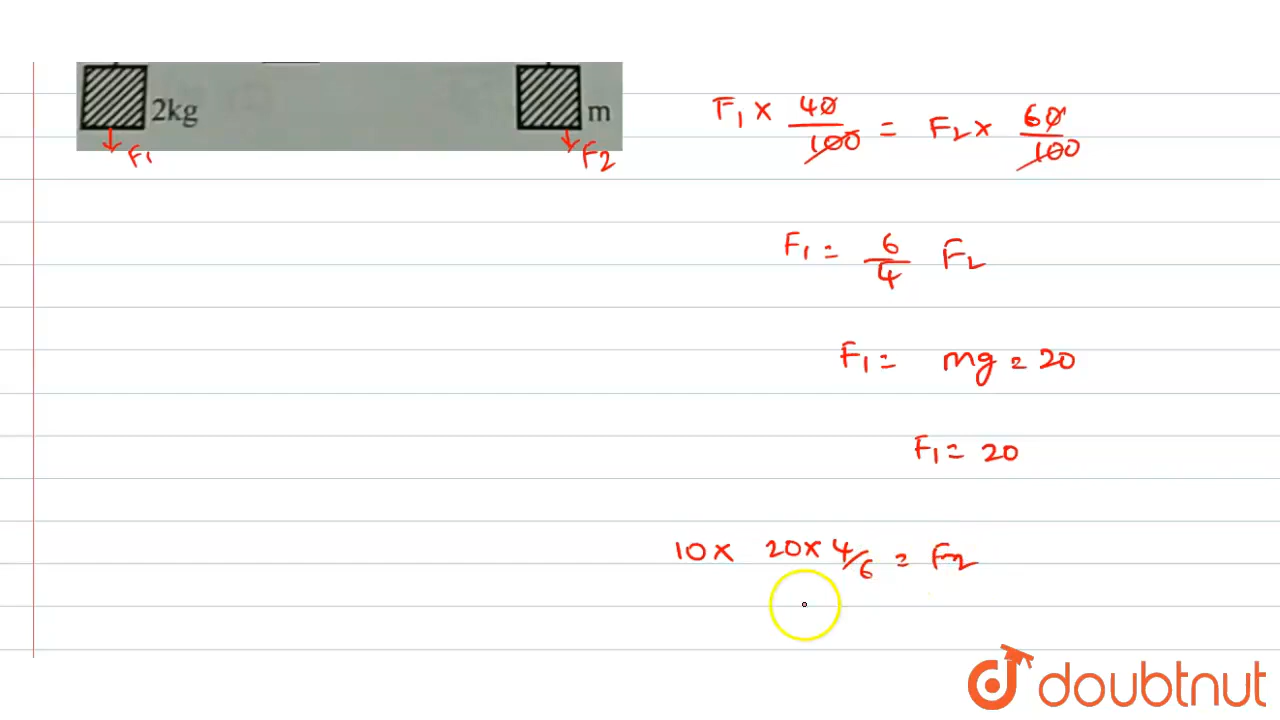 2kg
m
F1
F2
F1 × 40/100 = F2 × 60/100
F1 = 6/4 F2
F1 = mg = 20
F1 = 20
10 × 20 × 4/6 = F2
doubtnut